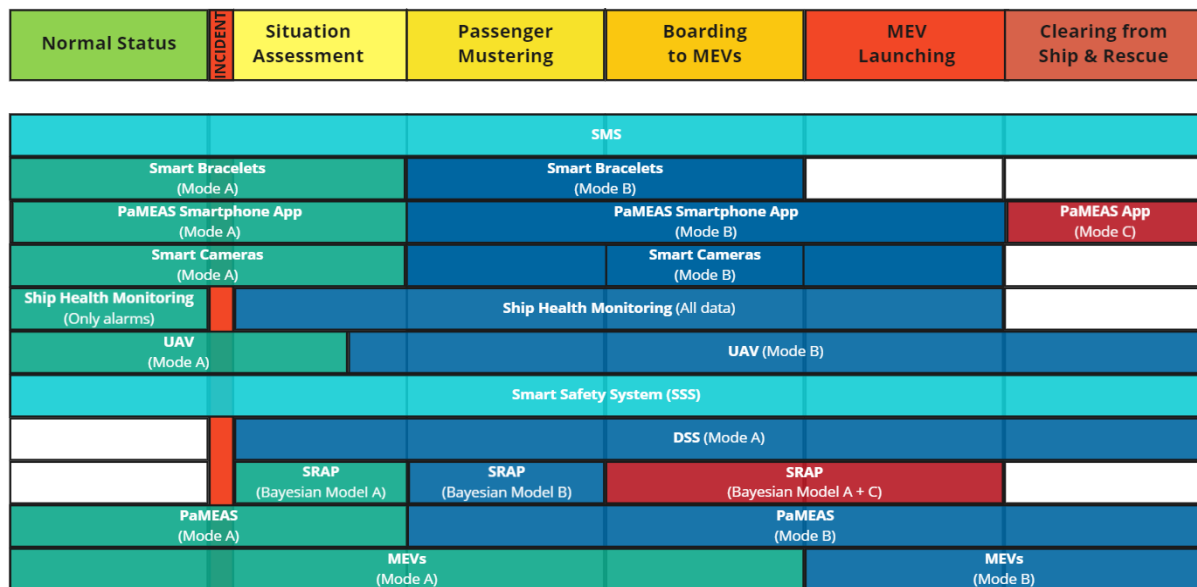 Normal Status
INCIDENT
Situation
Assessment
Passenger
Mustering
Boarding
to MEVs
MEV
Launching
Clearing from
Ship & Rescue
SMS
Smart Bracelets
(Mode A)
Smart Bracelets
(Mode B)
PaMEAS Smartphone App
(Mode A)
PaMEAS Smartphone App
(Mode B)
PaMEAS App
(Mode C)
Smart Cameras
(Mode A)
Smart Cameras
(Mode B)
Ship Health Monitoring
(Only alarms)
Ship Health Monitoring (All data)
UAV
(Mode A)
UAV (Mode B)
Smart Safety System (SSS)
DSS (Mode A)
SRAP
(Bayesian Model A)
SRAP
(Bayesian Model B)
SRAP
(Bayesian Model A + C)
PaMEAS
(Mode A)
PaMEAS
(Mode B)
MEVs
(Mode A)
MEVs
(Mode B)